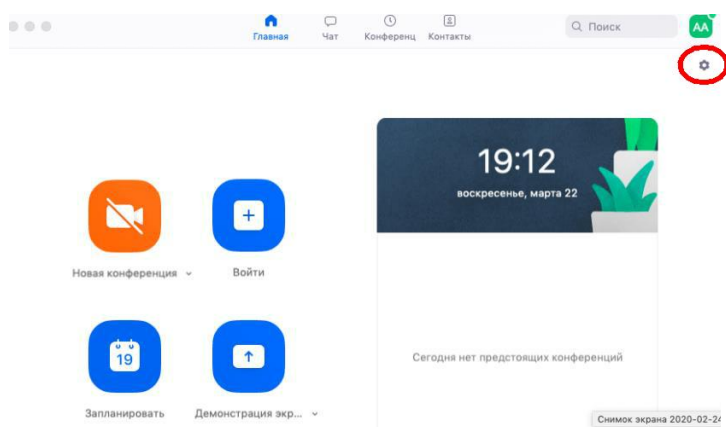 Главная
Чат
Конференц
Контакты
Поиск
AA
19:12
воскресенье, марта 22
Новая конференция
Войти
19
Запланировать
Демонстрация экр...
Сегодня нет предстоящих конференций
Снимок экрана 2020-02-24